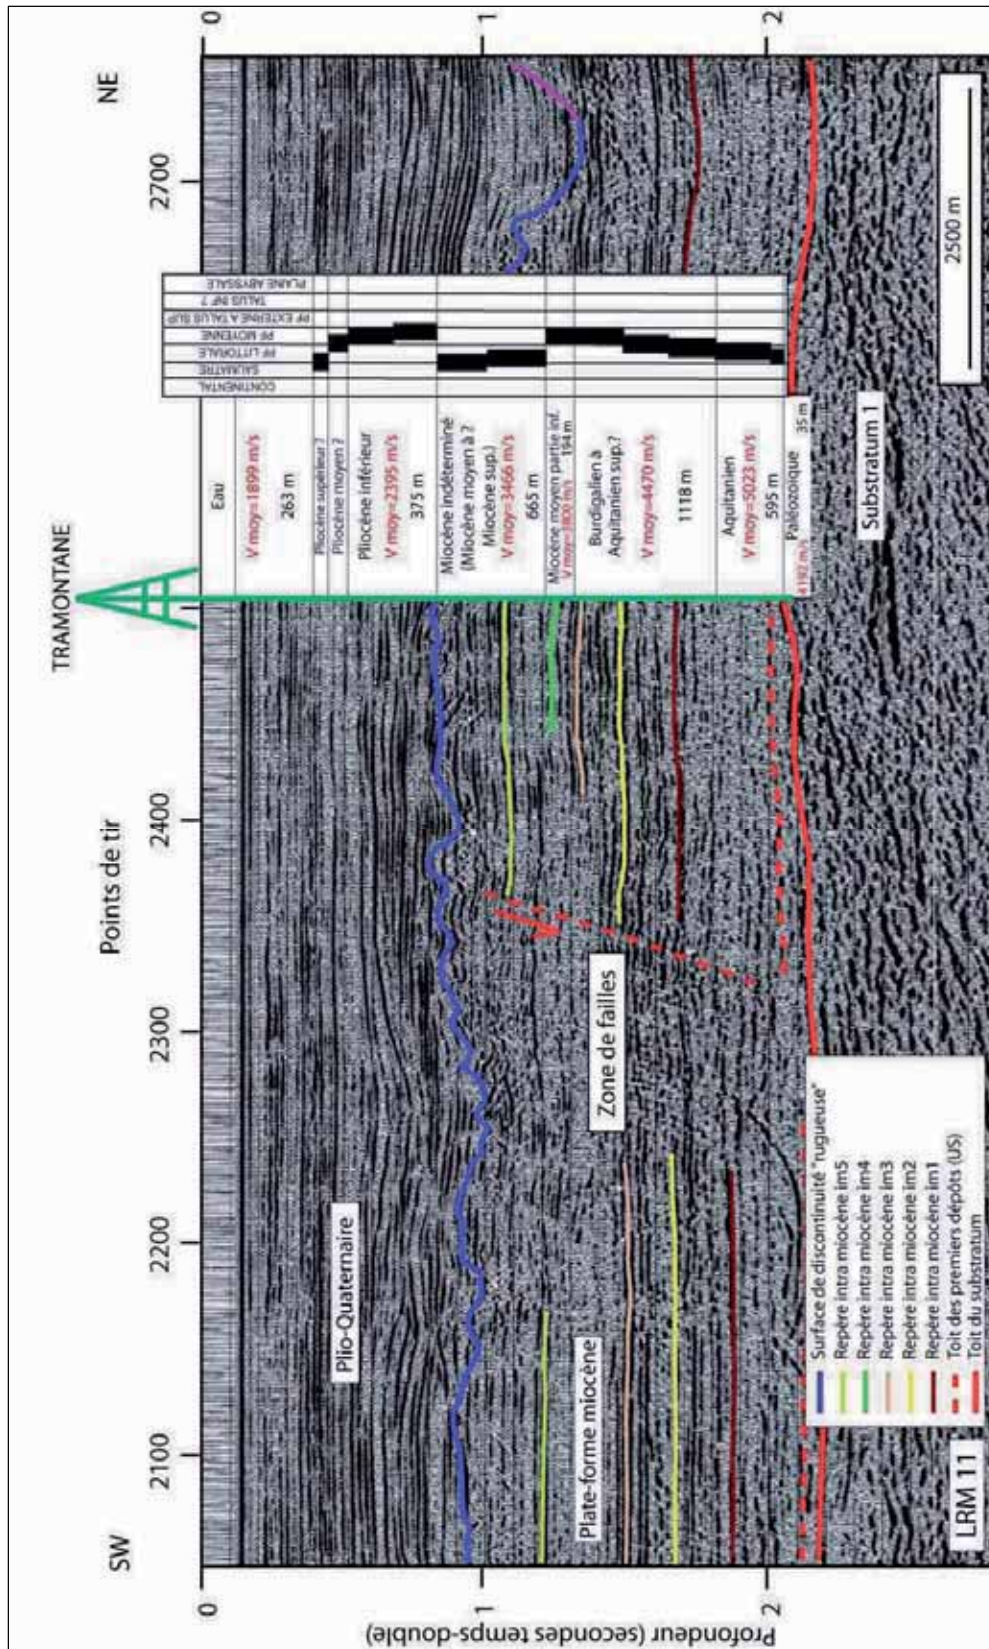 SW
Points de tir
TRAMONTANE
NE
2100
2200
2300
2400
2700
Profondeur (secondes temps-double)
0
1
2
0
1
2
Plio-Quaternaire
Plate-forme miocène
Zone de failles
Substratum 1
2500 m
LRM 11
Eau
V moy=1899 m/s
263 m
Pliocène supérieur ?
Pliocène moyen ?
Pliocène inférieur
V moy=2395 m/s
375 m
Miocène indéterminé
(Miocène moyen à ?
Miocène sup.)
V moy=3466 m/s
665 m
Miocène moyen partie inf.
V moy=3800 m/s 194 m
Burdigalien à
Aquitanien sup.?
V moy=4470 m/s
1118 m
Aquitanien
V moy=5023 m/s
595 m
Paléozoïque
4192 m/s 35 m
CONTINENTAL
SAUMATRE
PF LITTORALE
PF MOYENNE
PF EXTERNE A TALUS SUP
TALUS INF ?
PLAINE ABYSSALE
Surface de discontinuité "rugueuse"
Repère intra miocène im5
Repère intra miocène im4
Repère intra miocène im3
Repère intra miocène im2
Repère intra miocène im1
Toit des premiers dépôts (US)
Toit du substratum